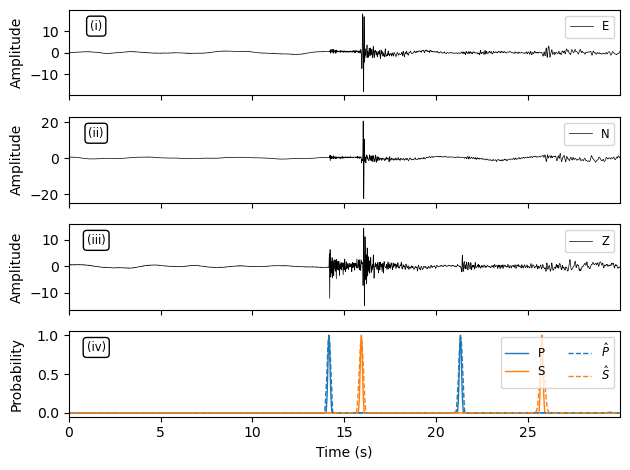 (i)
E
Amplitude
10
0
−10
(ii)
N
Amplitude
20
0
−20
(iii)
Z
Amplitude
10
0
−10
(iv)
P
S
P̂
Ŝ
Probability
1.0
0.5
0.0
0 5 10 15 20 25
Time (s)